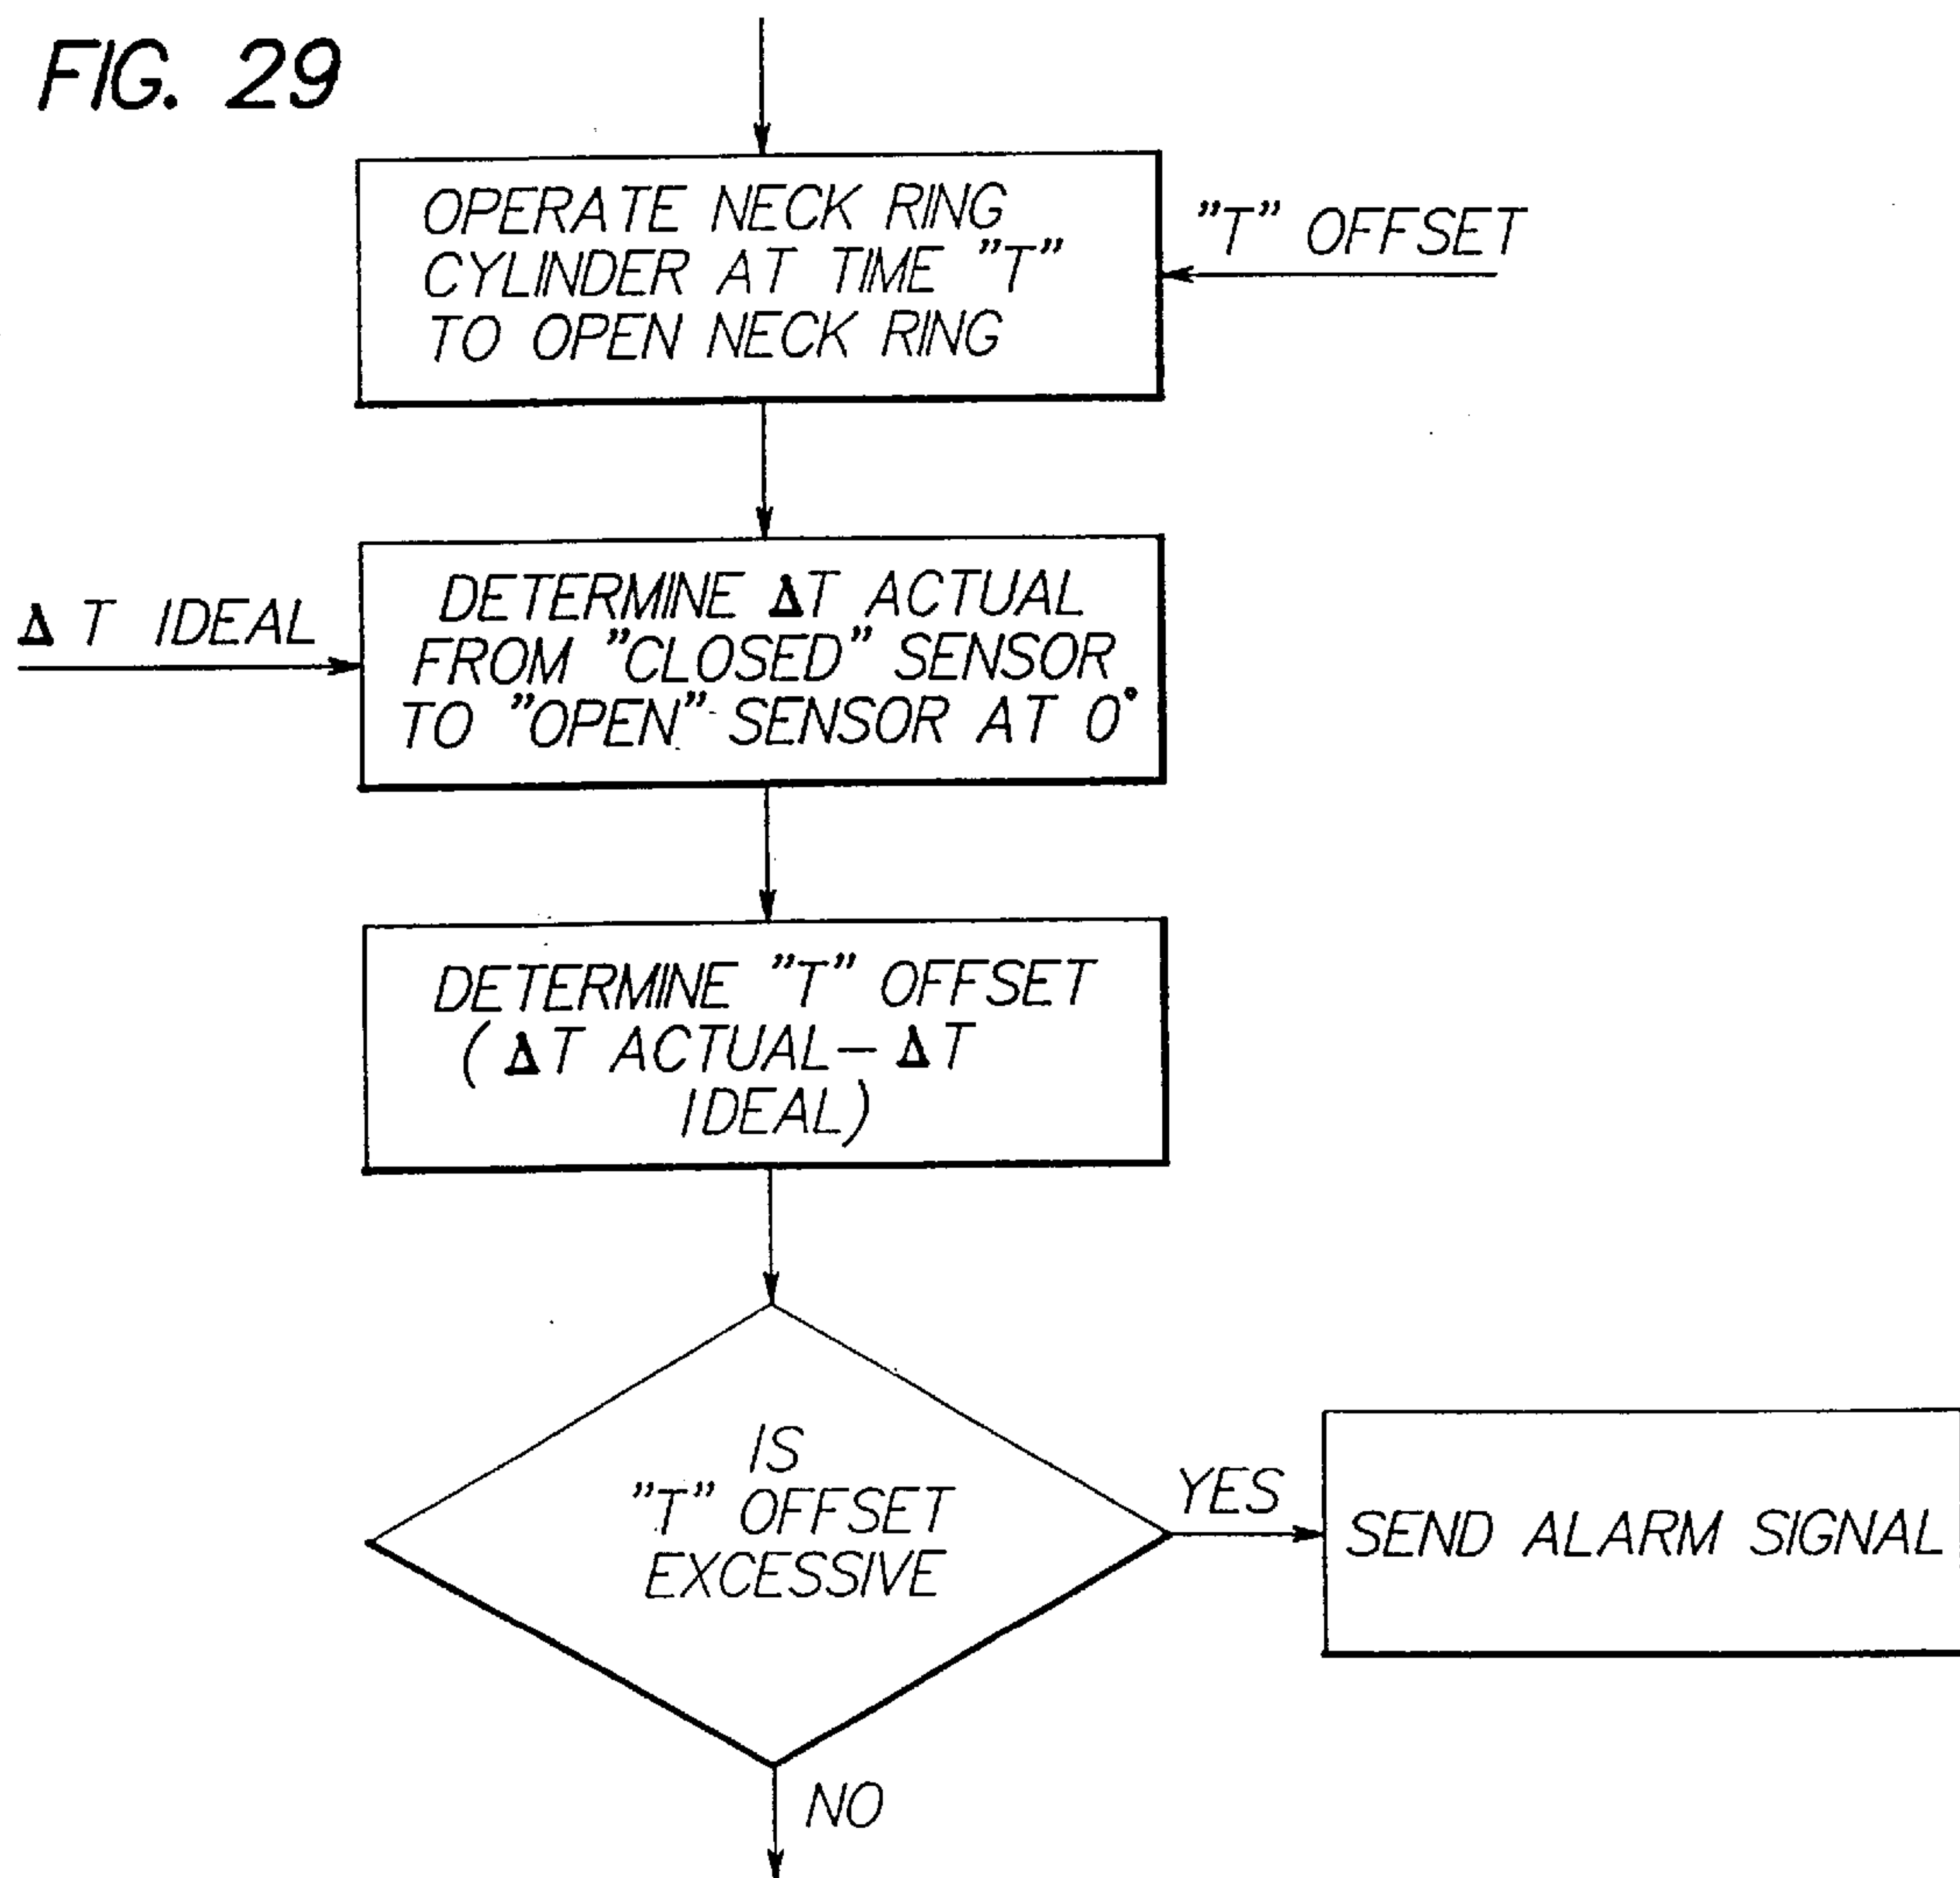 FIG. 29
OPERATE NECK RING
CYLINDER AT TIME "T"
TO OPEN NECK RING
"T" OFFSET
DETERMINE ΔT ACTUAL
FROM "CLOSED" SENSOR
TO "OPEN" SENSOR AT 0°
Δ T IDEAL
DETERMINE "T" OFFSET
(ΔT ACTUAL– ΔT
IDEAL)
IS
"T" OFFSET
EXCESSIVE
YES
SEND ALARM SIGNAL
NO